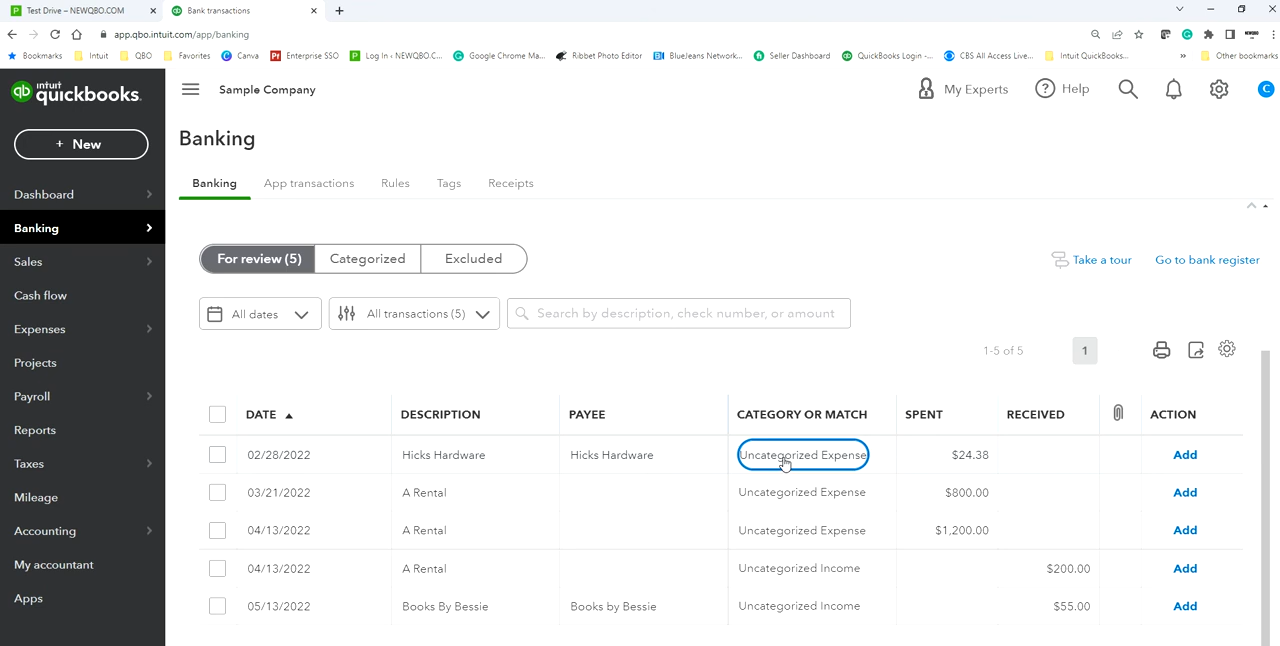 Test Drive – NEWQBO.COM
Bank transactions
app.qbo.intuit.com/app/banking
Bookmarks Intuit QBO Favorites Canva Enterprise SSO Log In ‹ NEWQBO.C... Google Chrome Ma... Ribbet Photo Editor BlueJeans Network... Seller Dashboard QuickBooks Login -... CBS All Access Live... Intuit QuickBooks... » Other bookmarks
intuit quickbooks.
Sample Company
My Experts
Help
C
+ New
Banking
Dashboard
Banking
Sales
Cash flow
Expenses
Projects
Payroll
Reports
Taxes
Mileage
Accounting
My accountant
Apps
Banking App transactions Rules Tags Receipts
For review (5) Categorized Excluded
Take a tour Go to bank register
All dates All transactions (5) Search by description, check number, or amount
1-5 of 5 1
DATE DESCRIPTION PAYEE CATEGORY OR MATCH SPENT RECEIVED ACTION
02/28/2022 Hicks Hardware Hicks Hardware Uncategorized Expense $24.38 Add
03/21/2022 A Rental Uncategorized Expense $800.00 Add
04/13/2022 A Rental Uncategorized Expense $1,200.00 Add
04/13/2022 A Rental Uncategorized Income $200.00 Add
05/13/2022 Books By Bessie Books by Bessie Uncategorized Income $55.00 Add